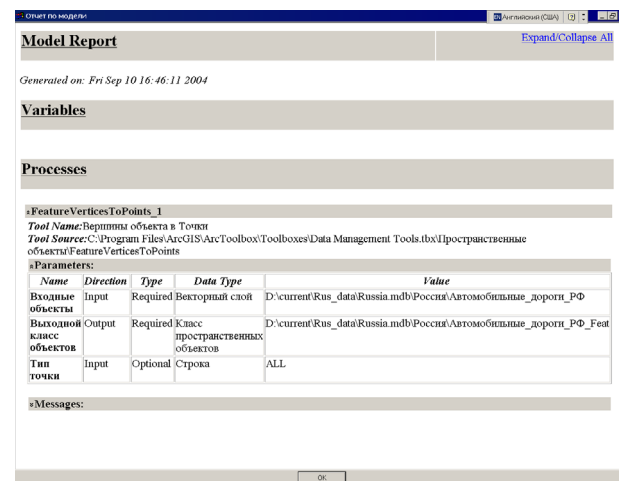 Отчет по модели
EN Английский (США)
Model Report
Expand/Collapse All
Generated on: Fri Sep 10 16:46:11 2004
Variables
Processes
FeatureVerticesToPoints_1
Tool Name:Вершины объекта в Точки
Tool Source:C:\Program Files\ArcGIS\ArcToolbox\Toolboxes\Data Management Tools.tbx\Пространственные
объекты\FeatureVerticesToPoints
Parameters:
Name Direction Type Data Type Value
Входные Input Required Векторный слой D:\current\Rus_data\Russia.mdb\Россия\Автомобильные_дороги_РФ
объекты
Выходной Output Required Класс D:\current\Rus_data\Russia.mdb\Россия\Автомобильные_дороги_РФ_Feat
класс пространственных
объектов объектов
Тип Input Optional Строка ALL
точки
Messages:
OK